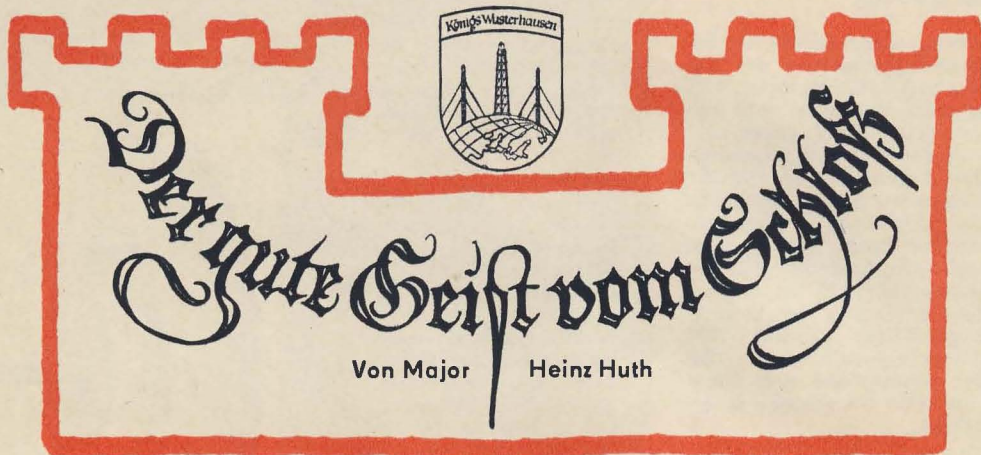 Königs Wusterhausen
Der gute Geist vom Schloß
Von Major Heinz Huth